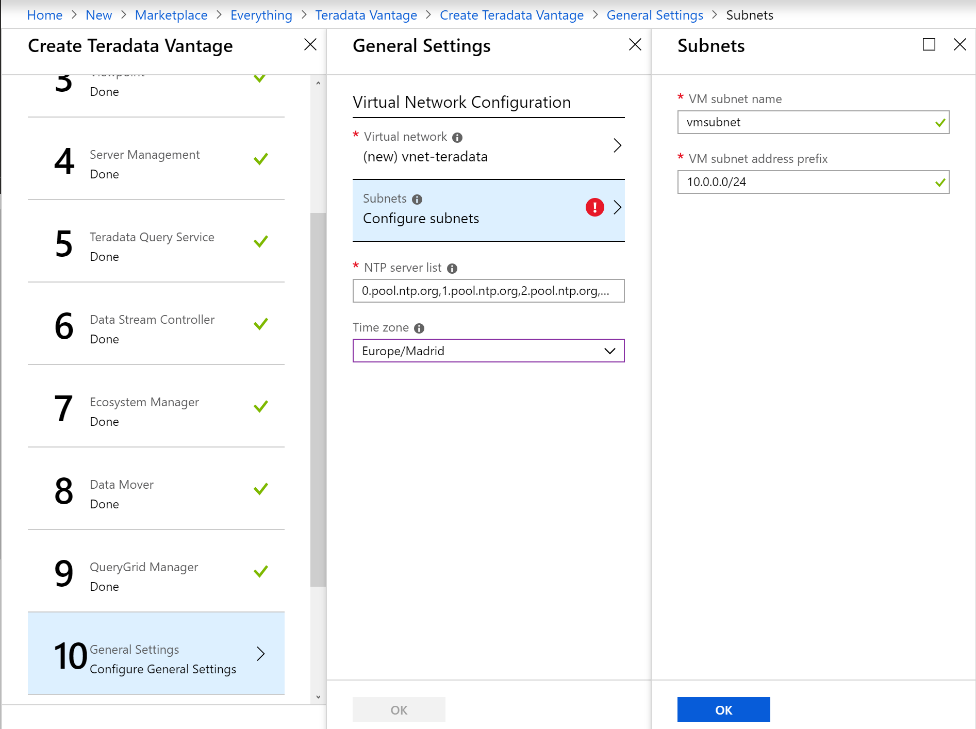 Home > New > Marketplace > Everything > Teradata Vantage > Create Teradata Vantage > General Settings > Subnets
Create Teradata Vantage
3
Viewpoint
Done
4
Server Management
Done
5
Teradata Query Service
Done
6
Data Stream Controller
Done
7
Ecosystem Manager
Done
8
Data Mover
Done
9
QueryGrid Manager
Done
10
General Settings
Configure General Settings
General Settings
Virtual Network Configuration
* Virtual network
(new) vnet-teradata
Subnets
Configure subnets
* NTP server list
0.pool.ntp.org,1.pool.ntp.org,2.pool.ntp.org,...
Time zone
Europe/Madrid
OK
Subnets
* VM subnet name
vmsubnet
* VM subnet address prefix
10.0.0.0/24
OK